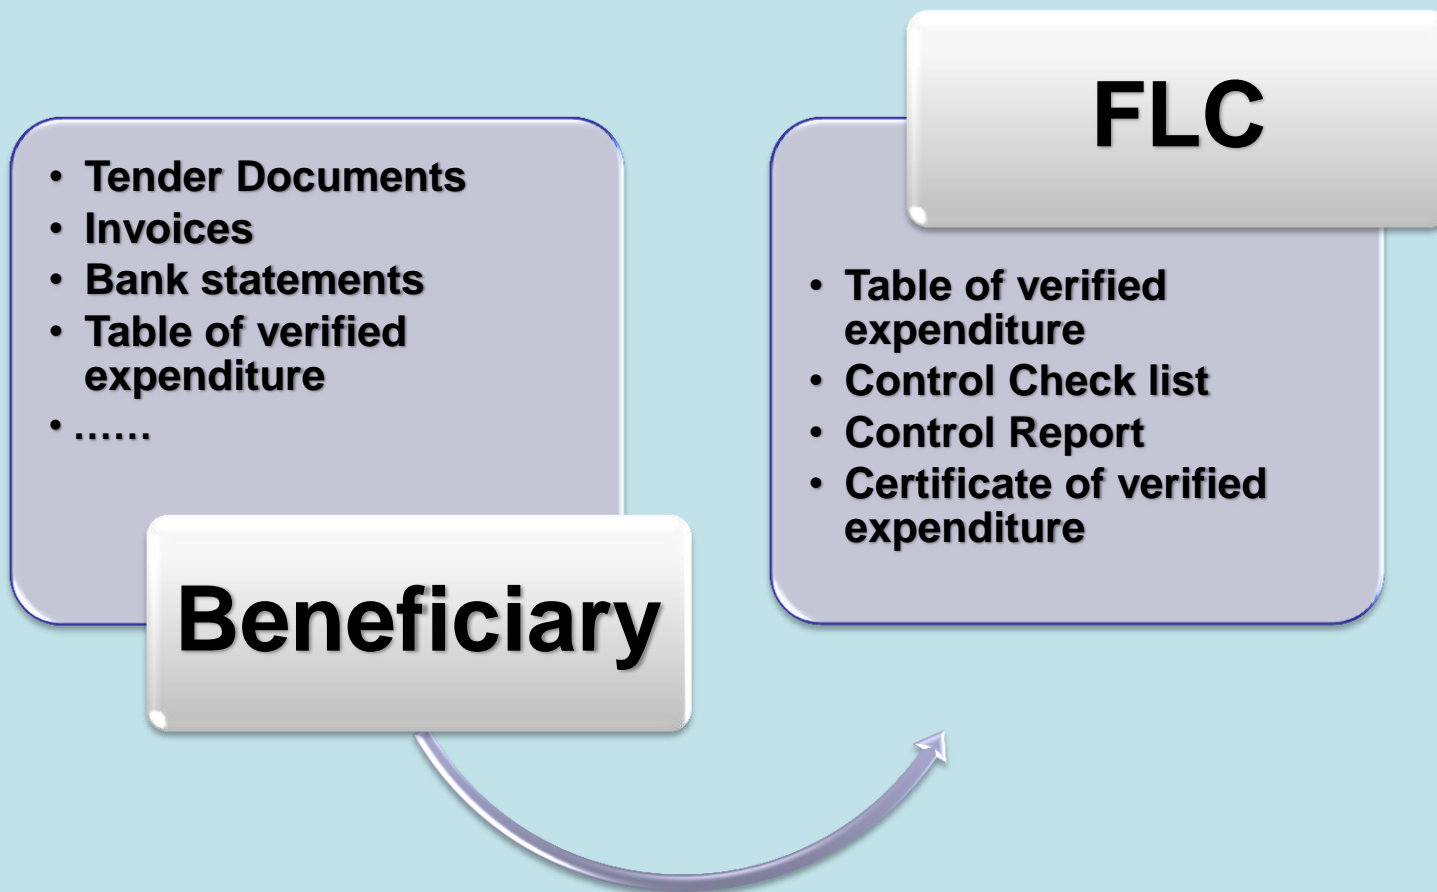 • Tender Documents
• Invoices
• Bank statements
• Table of verified
expenditure
• ......
Beneficiary
FLC
• Table of verified
expenditure
• Control Check list
• Control Report
• Certificate of verified
expenditure